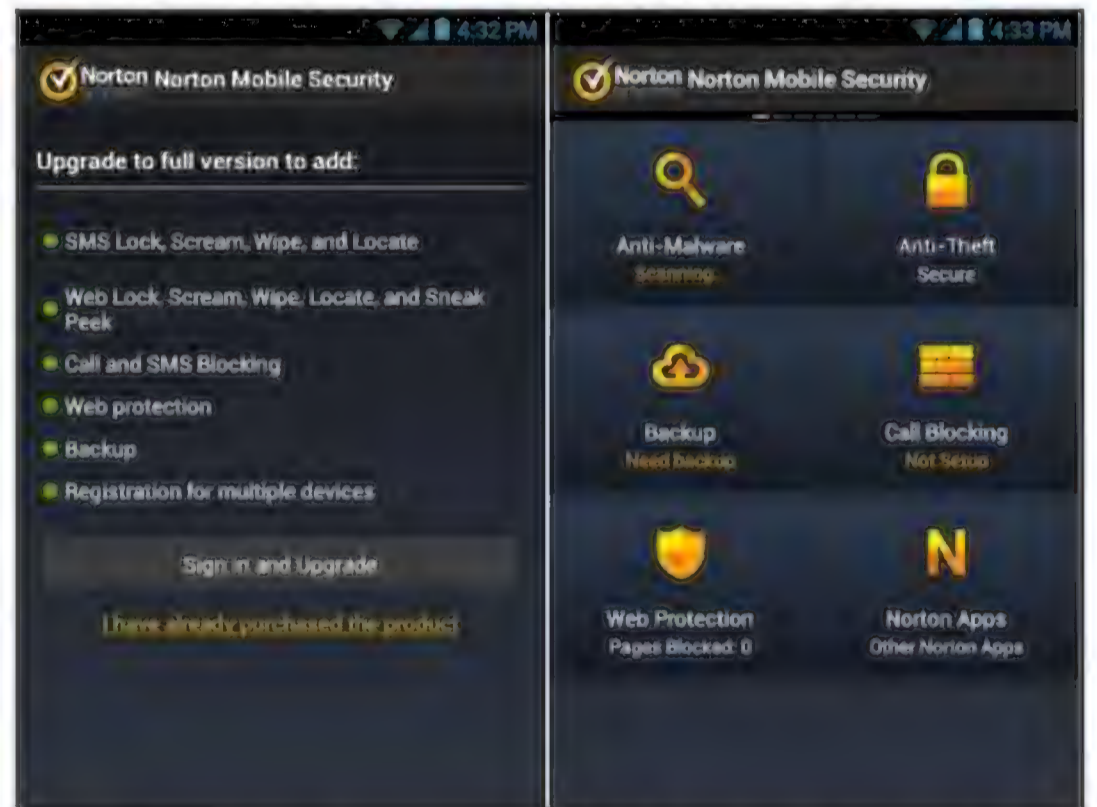 4:32 PM
Norton Norton Mobile Security
Upgrade to full version to add:
SMS Lock, Scream, Wipe, and Locate
Web Lock, Scream, Wipe, Locate, and Sneak
Peek
Call and SMS Blocking
Web protection
Backup
Registration for multiple devices
Sign in and Upgrade
I have already purchased the product
4:33 PM
Norton Norton Mobile Security
Anti-Malware
Scanning...
Anti-Theft
Secure
Backup
Need backup
Call Blocking
Not Setup
Web Protection
Pages Blocked: 0
N
Norton Apps
Other Norton Apps